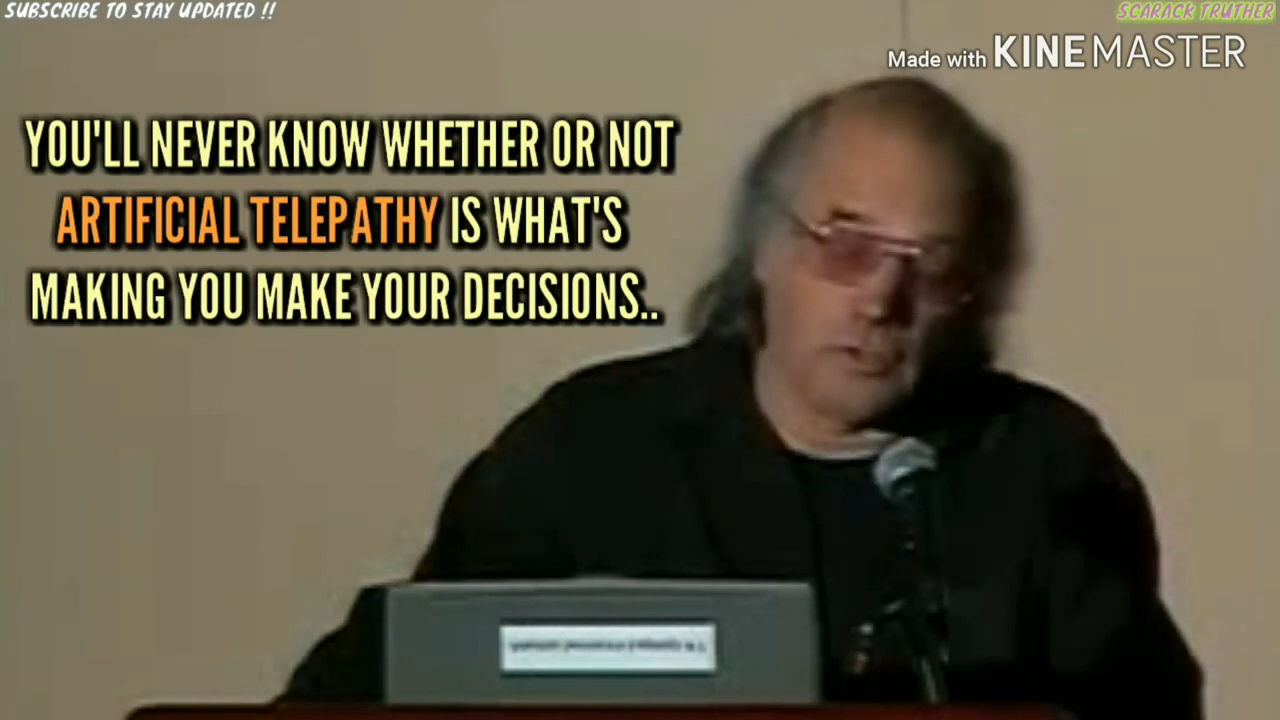 SUBSCRIBE TO STAY UPDATED !!
SCARACK TRUTHER
Made with KINEMASTER
YOU'LL NEVER KNOW WHETHER OR NOT
ARTIFICIAL TELEPATHY IS WHAT'S
MAKING YOU MAKE YOUR DECISIONS..